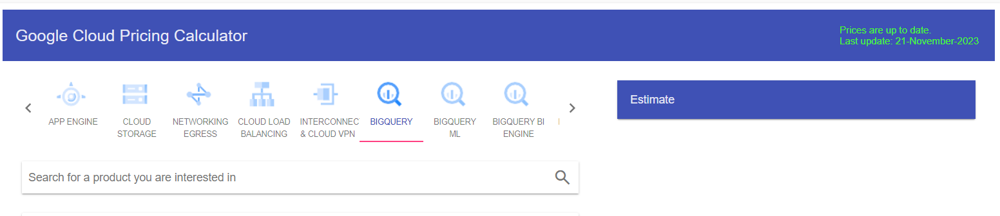 Google Cloud Pricing Calculator
Prices are up to date.
Last update: 21-November-2023
APP ENGINE
CLOUD
STORAGE
NETWORKING
EGRESS
CLOUD LOAD
BALANCING
INTERCONNEC
& CLOUD VPN
BIGQUERY
BIGQUERY
ML
BIGQUERY BI
ENGINE
Search for a product you are interested in
Estimate